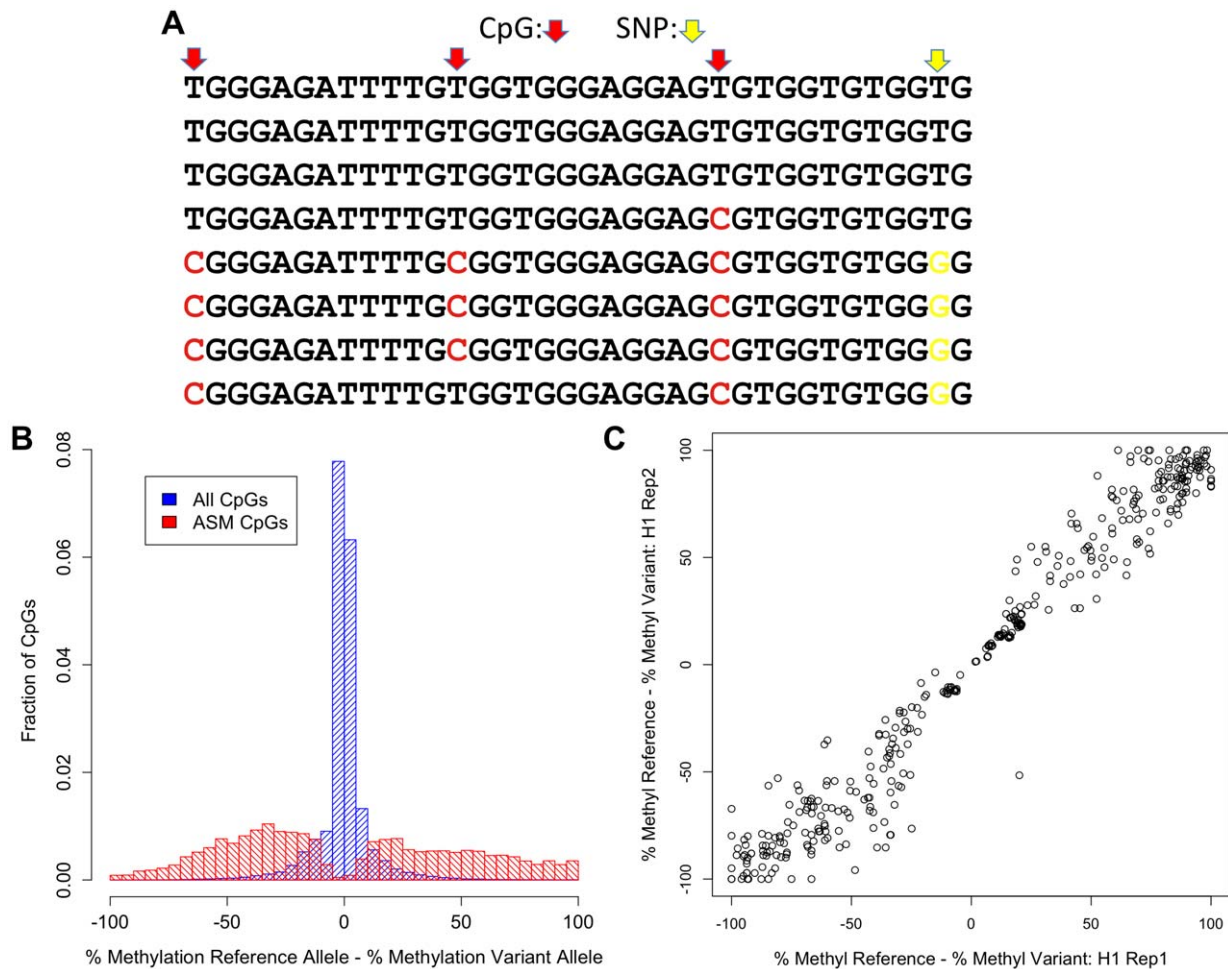 A
CpG: SNP:
TGGGAGATTTTGTGGTGGGAGGAGTGTGGTGTGGTG
TGGGAGATTTTGTGGTGGGAGGAGTGTGGTGTGGTG
TGGGAGATTTTGTGGTGGGAGGAGTGTGGTGTGGTG
TGGGAGATTTTGTGGTGGGAGGAGCGTGGTGTGGTG
CGGGAGATTTTGCGGTGGGAGGAGCGTGGTGTGGGG
CGGGAGATTTTGCGGTGGGAGGAGCGTGGTGTGGGG
CGGGAGATTTTGCGGTGGGAGGAGCGTGGTGTGGGG
CGGGAGATTTTGTGGTGGGAGGAGCGTGGTGTGGGG
B
0.08
0.06
0.04
0.02
0.00
Fraction of CpGs
All CpGs
ASM CpGs
-100 -50 0 50 100
% Methylation Reference Allele - % Methylation Variant Allele
C
100
50
0
-50
-100
% Methyl Reference - % Methyl Variant: H1 Rep2
-100 -50 0 50 100
% Methyl Reference - % Methyl Variant: H1 Rep1